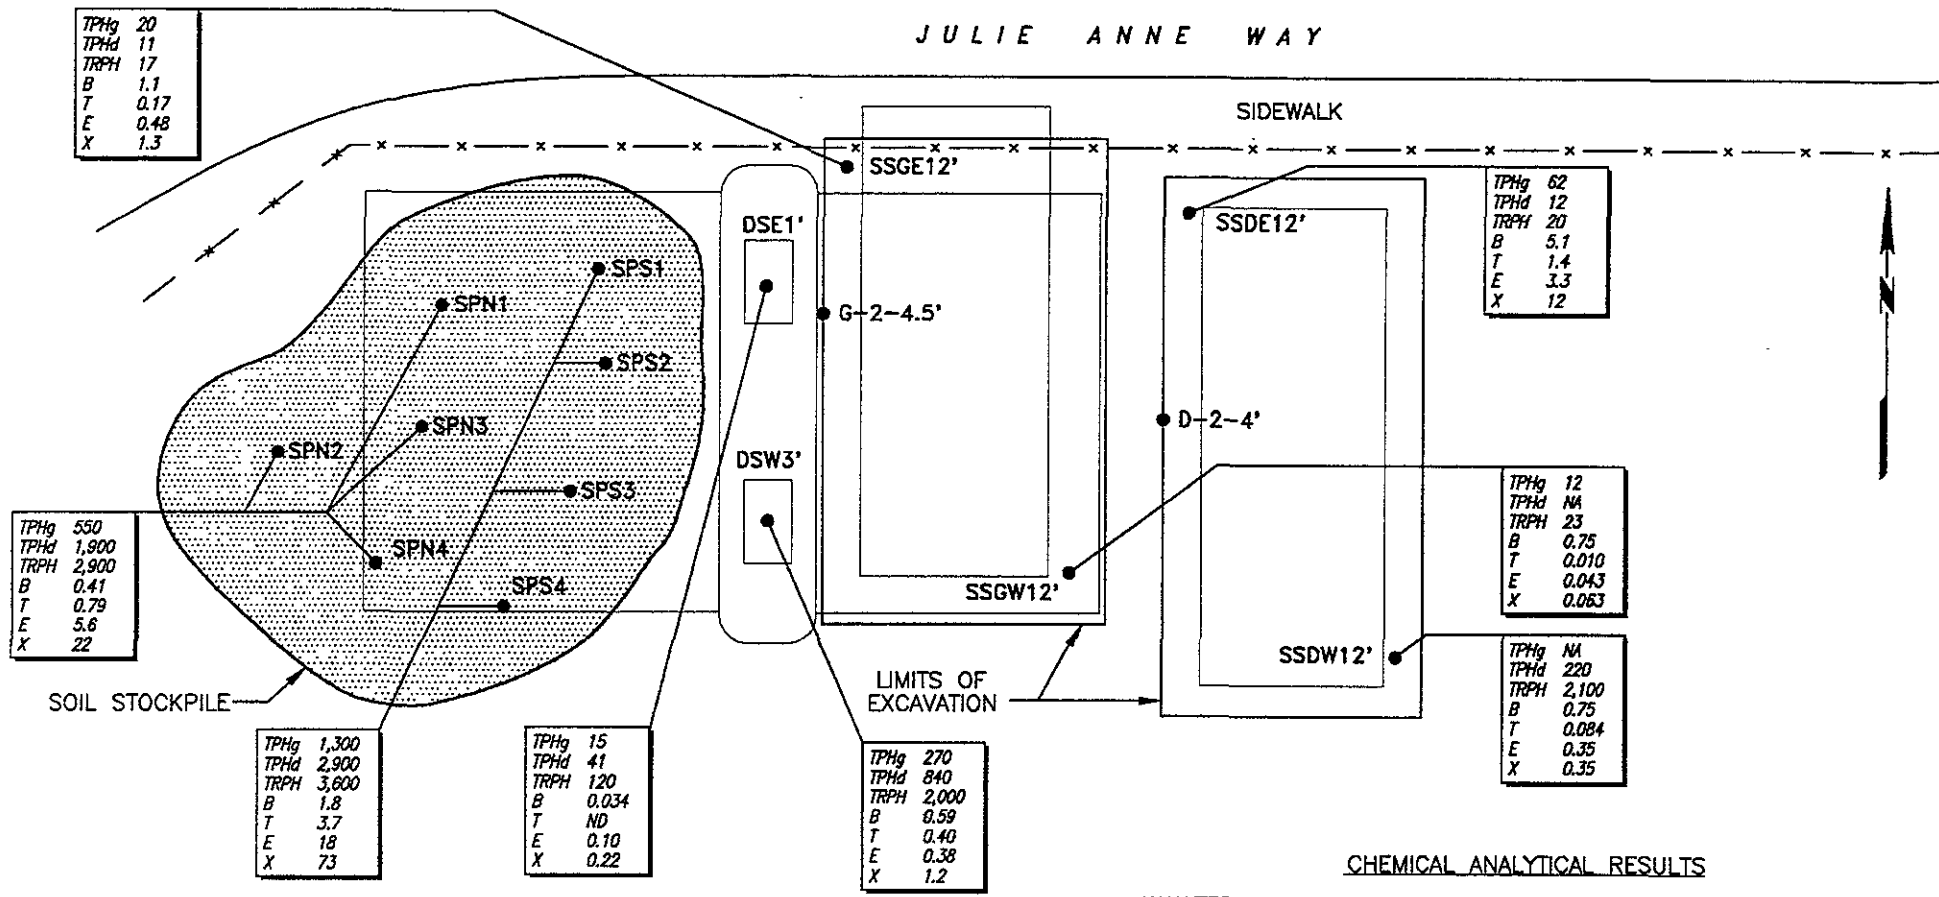 JULIE ANNE WAY
SIDEWALK
TPHg 20
TPHd 11
TRPH 17
B 1.1
T 0.17
E 0.48
X 1.3
SSGE12'
TPHg 62
TPHd 12
TRPH 20
B 5.1
T 1.4
E 3.3
X 12
SSDE12'
DSE1'
SPS1
SPN1
G-2-4.5'
N
SPS2
SPN3
D-2-4'
SPN2
DSW3'
SPS3
TPHg 12
TPHd NA
TRPH 23
B 0.75
T 0.010
E 0.043
X 0.063
TPHg 550
TPHd 1,900
TRPH 2,900
B 0.41
T 0.79
E 5.6
X 22
SPN4
SPS4
SSGW12'
SSDW12'
TPHg NA
TPHd 220
TRPH 2,100
B 0.75
T 0.084
E 0.35
X 0.35
SOIL STOCKPILE
LIMITS OF
EXCAVATION
TPHg 1,300
TPHd 2,900
TRPH 3,600
B 1.8
T 3.7
E 18
X 73
TPHg 15
TPHd 41
TRPH 120
B 0.034
T ND
E 0.10
X 0.22
TPHg 270
TPHd 840
TRPH 2,000
B 0.59
T 0.40
E 0.38
X 1.2
CHEMICAL ANALYTICAL RESULTS